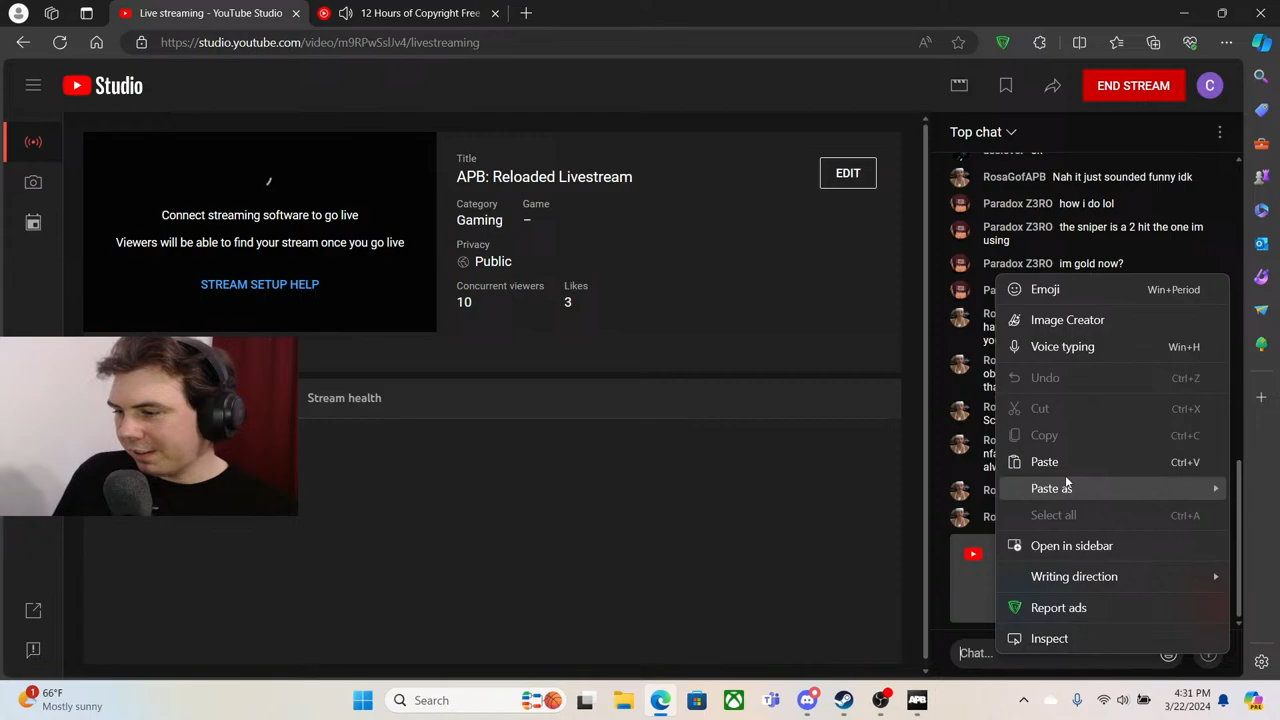 Live streaming - YouTube Studio
12 Hours of Copyright Free
https://studio.youtube.com/video/m9RPwSsIJv4/livestreaming
Studio
END STREAM
C
Connect streaming software to go live
Viewers will be able to find your stream once you go live
STREAM SETUP HELP
Title
APB: Reloaded Livestream
EDIT
Category
Game
Gaming
–
Privacy
Public
Concurrent viewers
Likes
10
3
Stream health
Top chat
RosaGofAPB Nah it just sounded funny idk
Paradox Z3RO how i do lol
Paradox Z3RO the sniper is a 2 hit the one im
using
Paradox Z3RO im gold now?
Emoji Win+Period
Image Creator
Voice typing Win+H
Undo Ctrl+Z
Cut Ctrl+X
Copy Ctrl+C
Paste Ctrl+V
Paste as
Select all Ctrl+A
Open in sidebar
Writing direction
Report ads
Inspect
Chat...
1
66°F
Mostly sunny
Search
APB
4:31 PM
3/22/2024